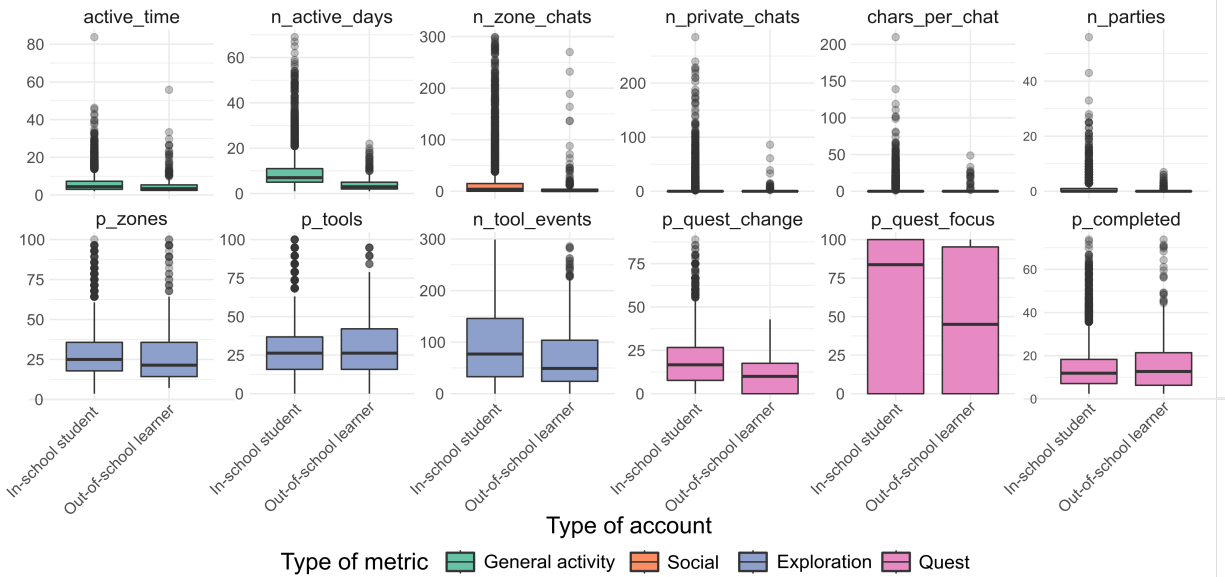 active_time n_active_days n_zone_chats n_private_chats chars_per_chat n_parties
80 60 40 20 0
60 40 20 0
300 200 100 0
200 100 0
200 150 100 50 0
40 20 0
p_zones p_tools n_tool_events p_quest_change p_quest_focus p_completed
100 75 50 25 0
100 75 50 25 0
300 200 100 0
75 50 25 0
100 75 50 25 0
60 40 20 0
In-school student Out-of-school learner In-school student Out-of-school learner In-school student Out-of-school learner In-school student Out-of-school learner In-school student Out-of-school learner In-school student Out-of-school learner
Type of account
Type of metric General activity Social Exploration Quest